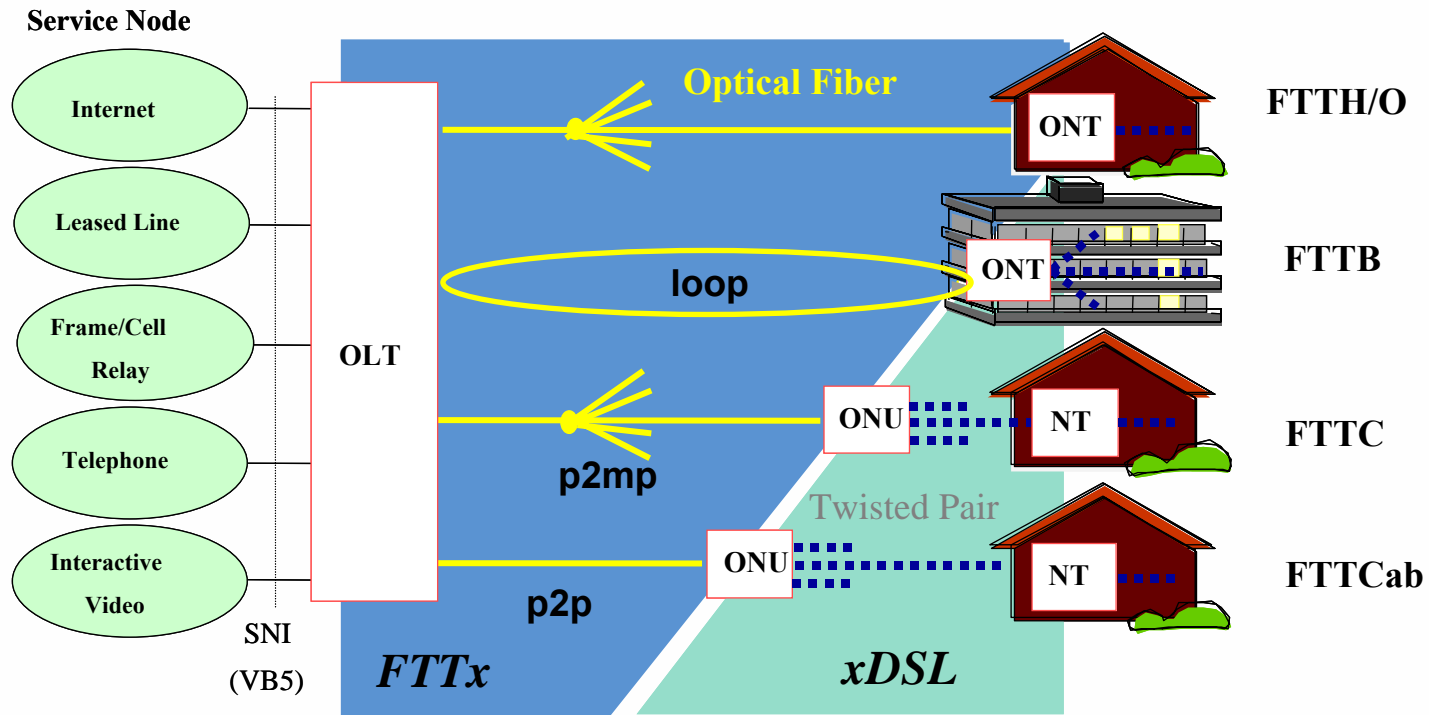 Service Node
Internet
Leased Line
Frame/Cell
Relay
Telephone
Interactive
Video
SNI
(VB5)
OLT
Optical Fiber
ONT
FTTH/O
loop
ONT
FTTB
p2mp
ONU
NT
FTTC
Twisted Pair
p2p
ONU
NT
FTTCab
FTTx
xDSL